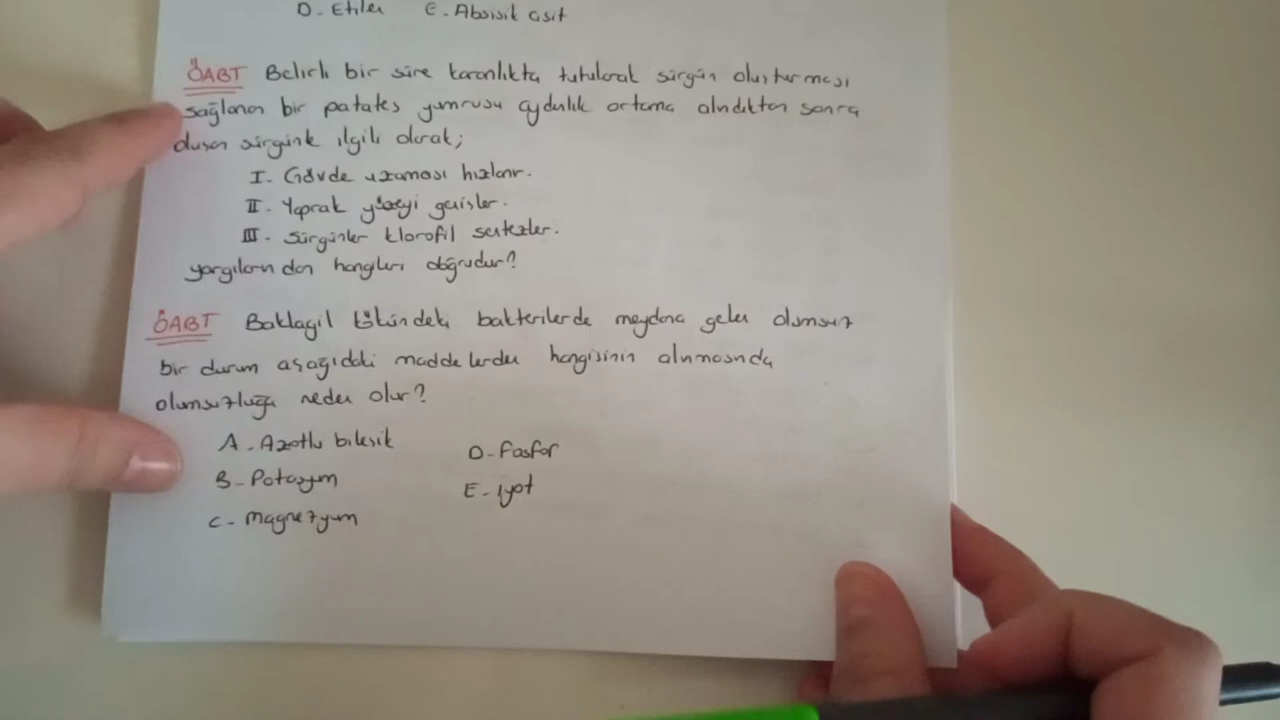 D- Etilen E- Absisik asit
ÖABT Belirli bir süre karanlıkta tutularak sürgün oluşturması
sağlanan bir patates yumrusu aydınlık ortama alındıktan sonra
oluşan sürgünle ilgili olarak;
I- Gövde uzaması hızlanır.
II- Yaprak yüzeyi genişler.
III- Sürgünler klorofil sentezler.
yargılarından hangileri doğrudur?
ÖABT Baklagil kökündeki bakterilerde meydana gelen olumsuz
bir durum aşağıdaki maddelerden hangisinin alınmasında
olumsuzluğa neden olur?
A- Azotlu bileşik
D- Fosfor
B- Potasyum
E- İyot
C- Magnezyum